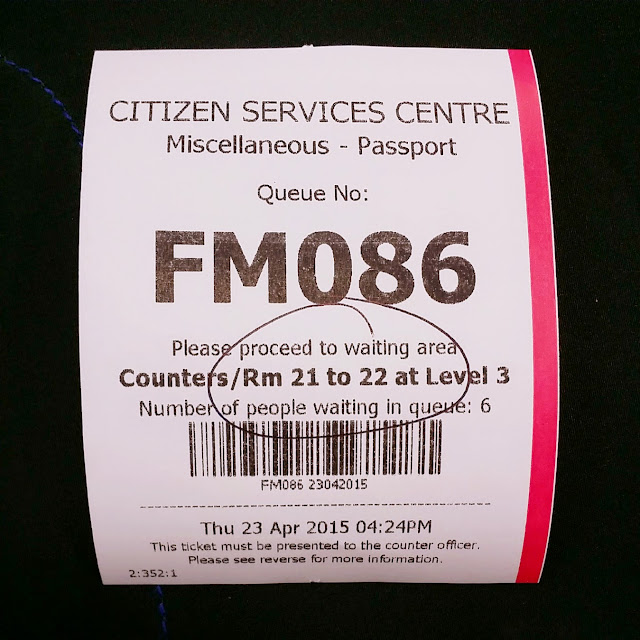 CITIZEN SERVICES CENTRE
Miscellaneous - Passport
Queue No:
FM086
Please proceed to waiting area
Counters/Rm 21 to 22 at Level 3
Number of people waiting in queue: 6
FM086 23042015
Thu 23 Apr 2015 04:24PM
This ticket must be presented to the counter officer.
Please see reverse for more information.
2:352:1